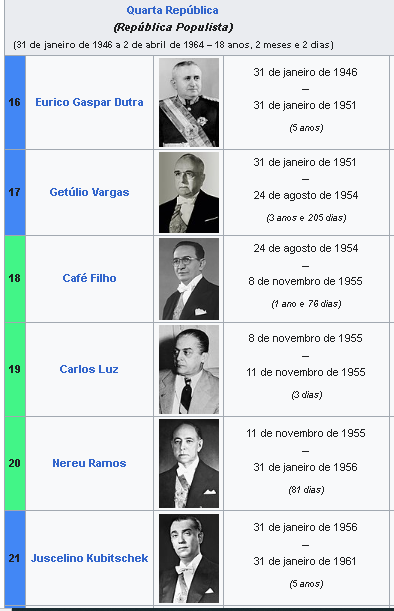 Quarta República
(República Populista)
(31 de janeiro de 1946 a 2 de abril de 1964 – 18 anos, 2 meses e 2 dias)
16
Eurico Gaspar Dutra
31 de janeiro de 1946
—
31 de janeiro de 1951
(5 anos)
17
Getúlio Vargas
31 de janeiro de 1951
—
24 de agosto de 1954
(3 anos e 205 dias)
18
Café Filho
24 de agosto de 1954
—
8 de novembro de 1955
(1 ano e 76 dias)
19
Carlos Luz
8 de novembro de 1955
—
11 de novembro de 1955
(3 dias)
20
Nereu Ramos
11 de novembro de 1955
—
31 de janeiro de 1956
(81 dias)
21
Juscelino Kubitschek
31 de janeiro de 1956
—
31 de janeiro de 1961
(5 anos)